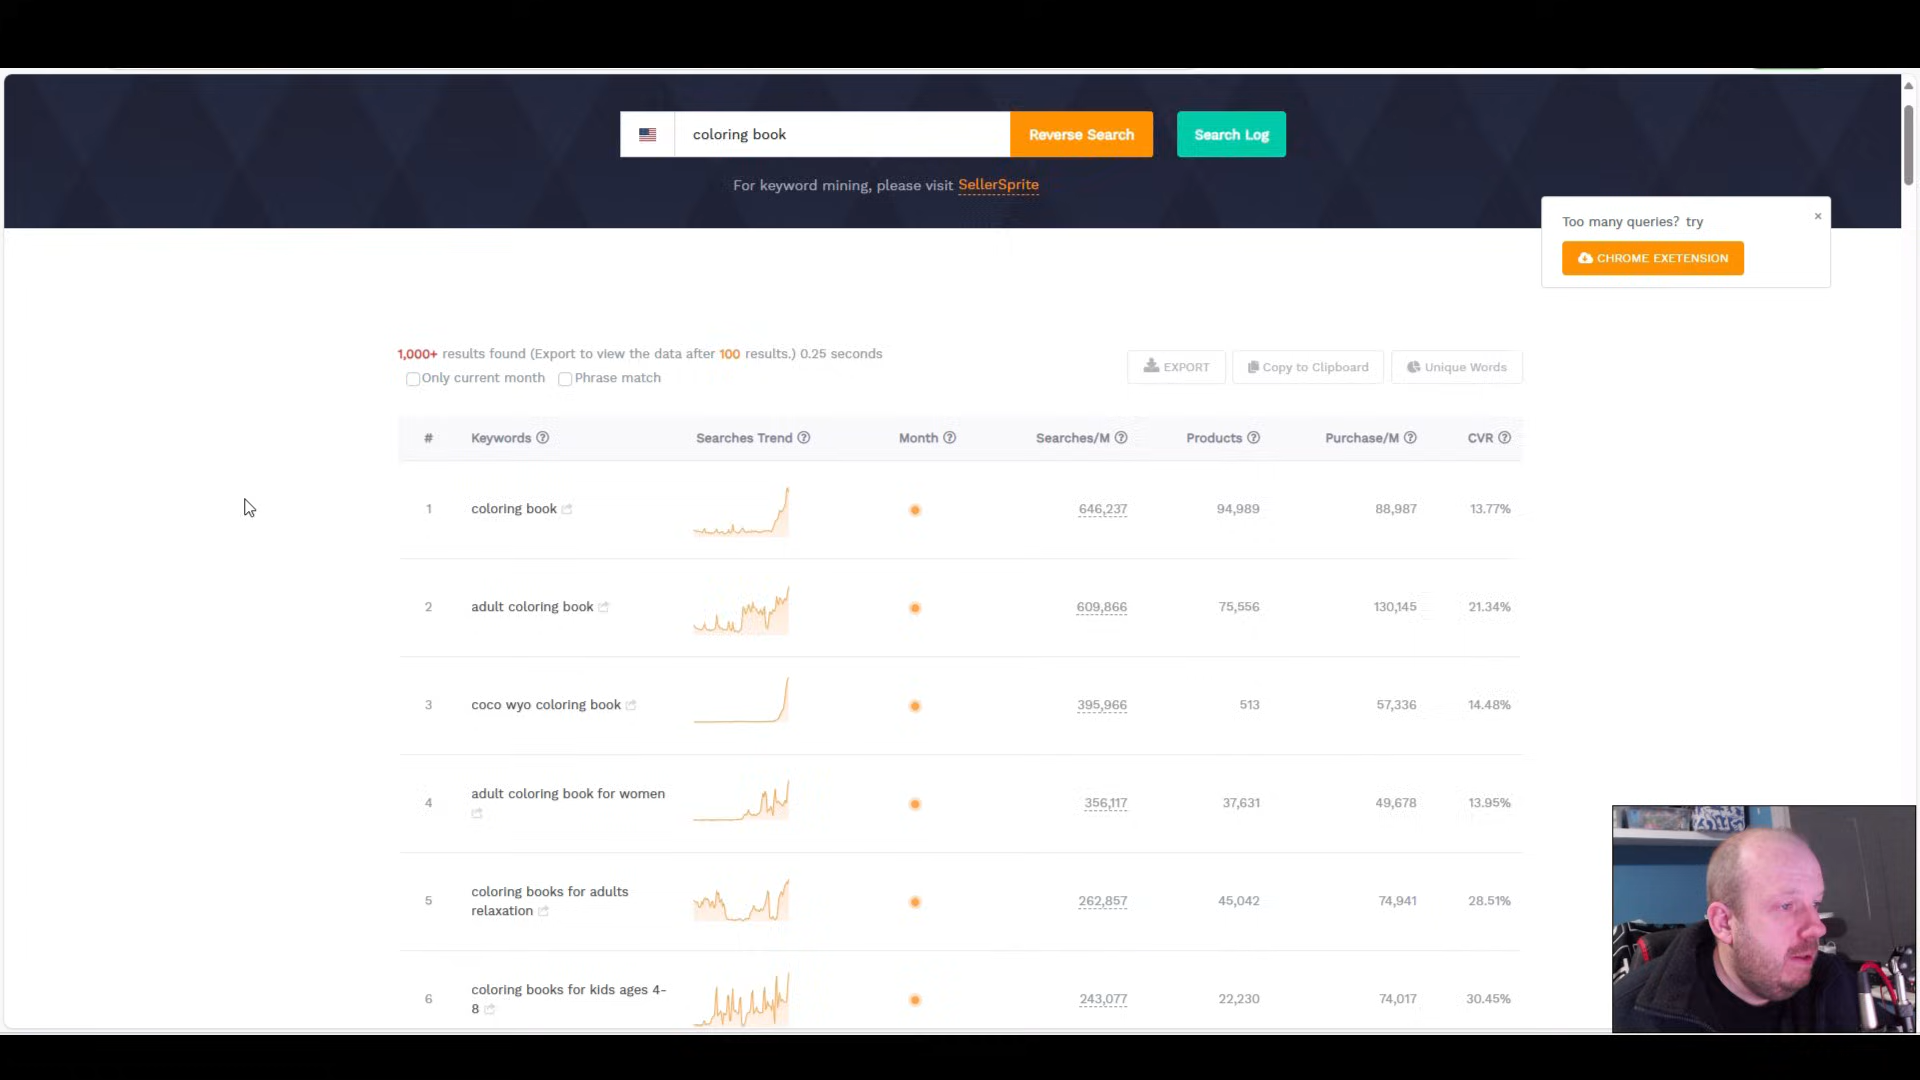 coloring book
Reverse Search
Search Log
For keyword mining, please visit SellerSprite
Too many queries? try
×
CHROME EXETENSION
1,000+ results found (Export to view the data after 100 results.) 0.25 seconds
Only current month Phrase match
EXPORT Copy to Clipboard Unique Words
# Keywords Searches Trend Month Searches/M Products Purchase/M CVR
1 coloring book 646,237 94,989 88,987 13.77%
2 adult coloring book 609,866 75,556 130,145 21.34%
3 coco wyo coloring book 395,966 513 57,336 14.48%
4 adult coloring book for women 356,117 37,631 49,678 13.95%
5 coloring books for adults
relaxation 262,857 45,042 74,941 28.51%
6 coloring books for kids ages 4-
8 243,077 22,230 74,017 30.45%